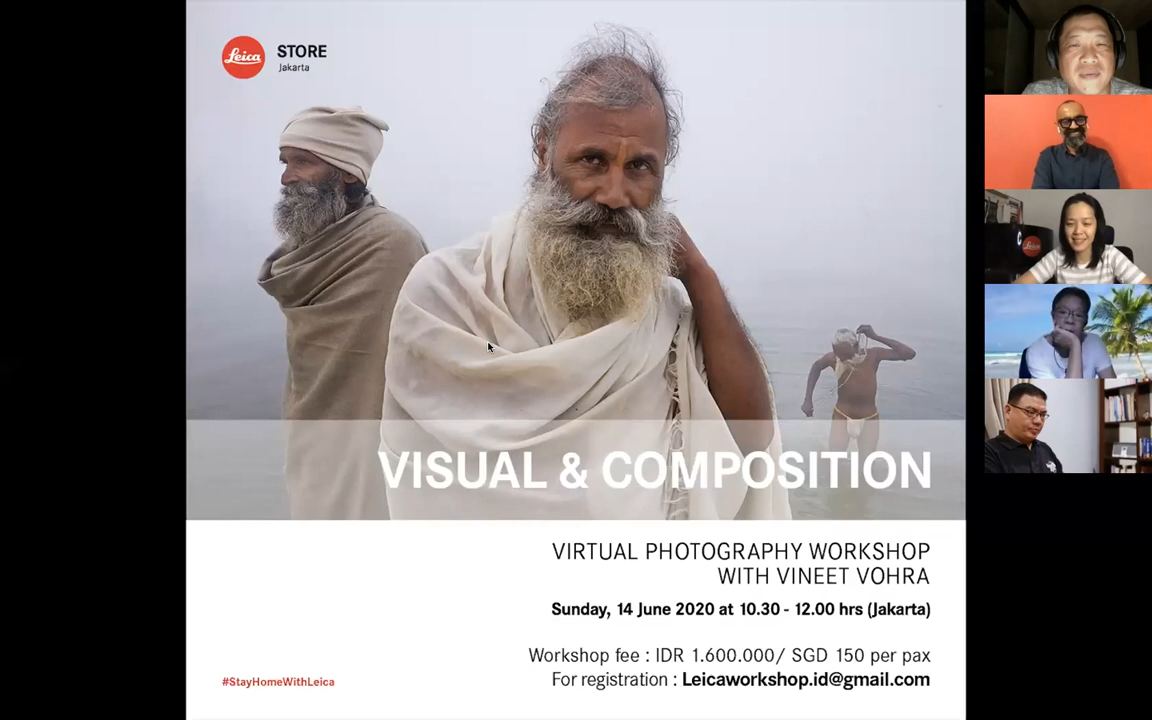 Leica
STORE
Jakarta
VISUAL & COMPOSITION
VIRTUAL PHOTOGRAPHY WORKSHOP
WITH VINEET VOHRA
Sunday, 14 June 2020 at 10.30 - 12.00 hrs (Jakarta)
Workshop fee : IDR 1.600.000/ SGD 150 per pax
For registration : Leicaworkshop.id@gmail.com
#StayHomeWithLeica
Leica